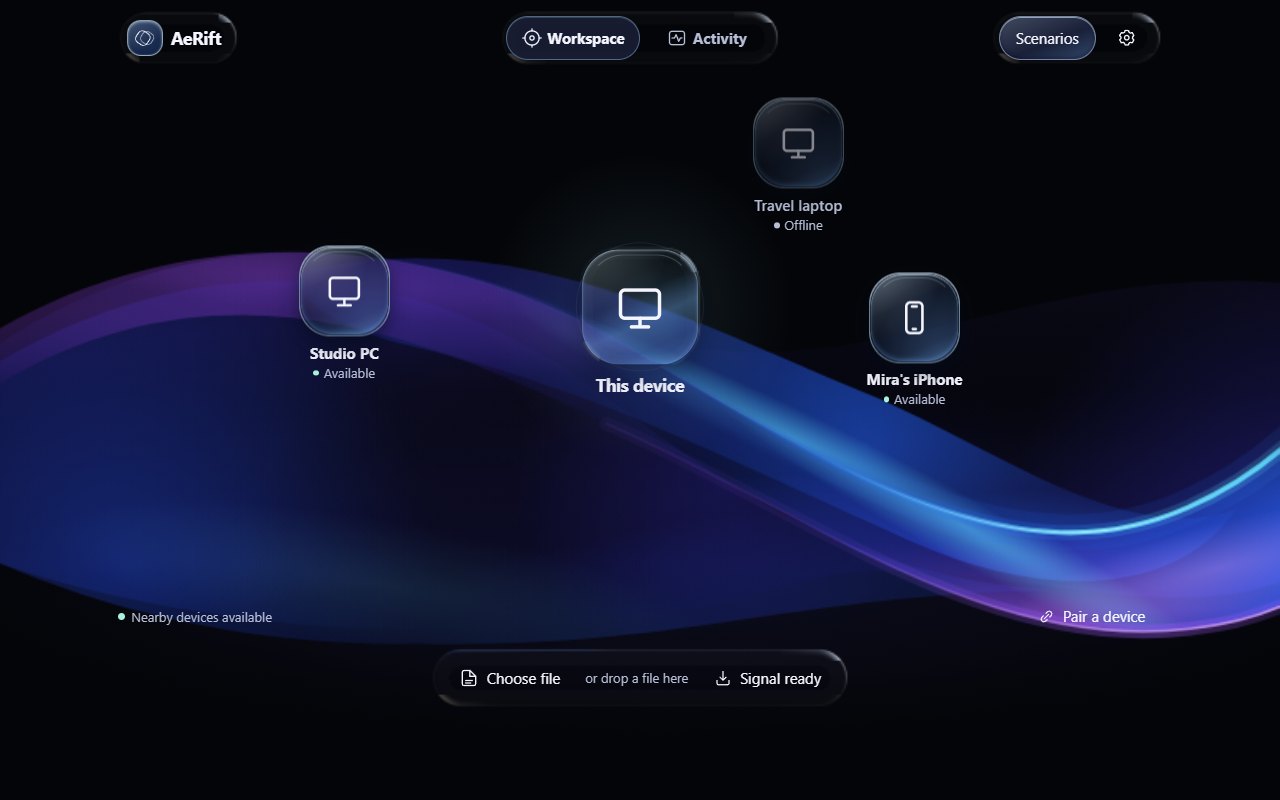 AeRift
Workspace
Activity
Scenarios
Travel laptop
Offline
Studio PC
Available
This device
Mira's iPhone
Available
Nearby devices available
Pair a device
Choose file
or drop a file here
Signal ready